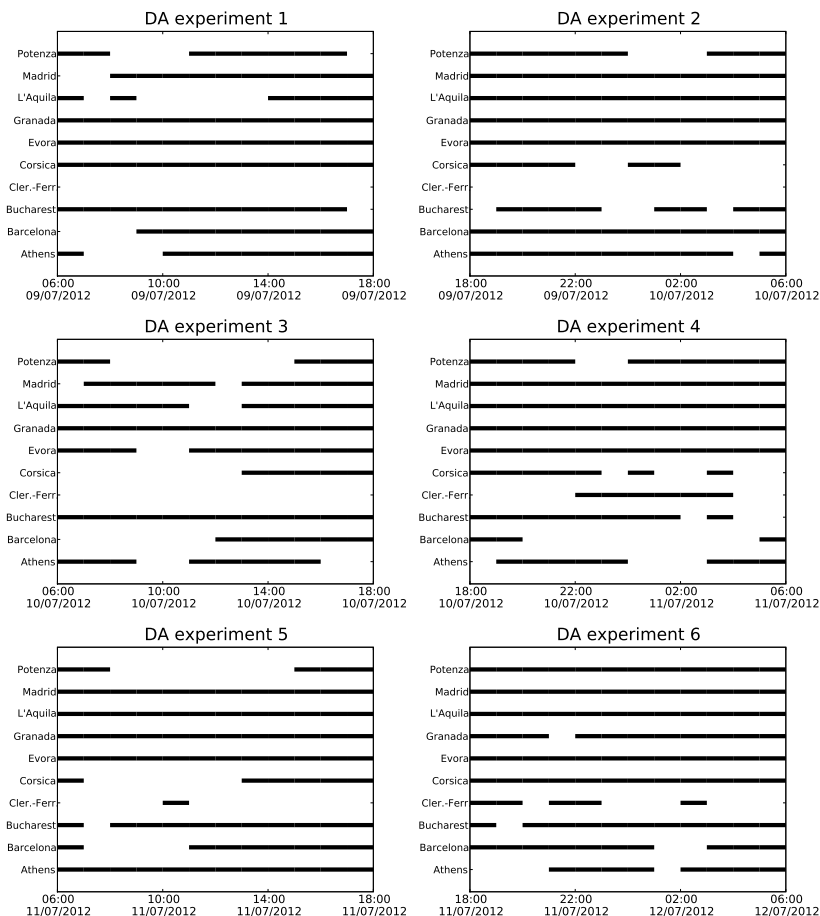 DA experiment 1
Potenza
Madrid
L'Aquila
Granada
Evora
Corsica
Cler.-Ferr
Bucharest
Barcelona
Athens
06:00 10:00 14:00 18:00
09/07/2012 09/07/2012 09/07/2012 09/07/2012
DA experiment 2
Potenza
Madrid
L'Aquila
Granada
Evora
Corsica
Cler.-Ferr
Bucharest
Barcelona
Athens
18:00 22:00 02:00 06:00
09/07/2012 09/07/2012 10/07/2012 10/07/2012
DA experiment 3
Potenza
Madrid
L'Aquila
Granada
Evora
Corsica
Cler.-Ferr
Bucharest
Barcelona
Athens
06:00 10:00 14:00 18:00
10/07/2012 10/07/2012 10/07/2012 10/07/2012
DA experiment 4
Potenza
Madrid
L'Aquila
Granada
Evora
Corsica
Cler.-Ferr
Bucharest
Barcelona
Athens
18:00 22:00 02:00 06:00
10/07/2012 10/07/2012 11/07/2012 11/07/2012
DA experiment 5
Potenza
Madrid
L'Aquila
Granada
Evora
Corsica
Cler.-Ferr
Bucharest
Barcelona
Athens
06:00 10:00 14:00 18:00
11/07/2012 11/07/2012 11/07/2012 11/07/2012
DA experiment 6
Potenza
Madrid
L'Aquila
Granada
Evora
Corsica
Cler.-Ferr
Bucharest
Barcelona
Athens
18:00 22:00 02:00 06:00
11/07/2012 11/07/2012 12/07/2012 12/07/2012